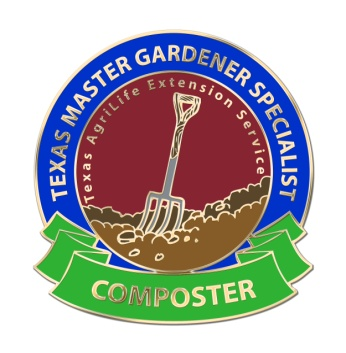 TEXAS MASTER GARDENER SPECIALIST
Texas AgriLife Extension Service
COMPOSTER